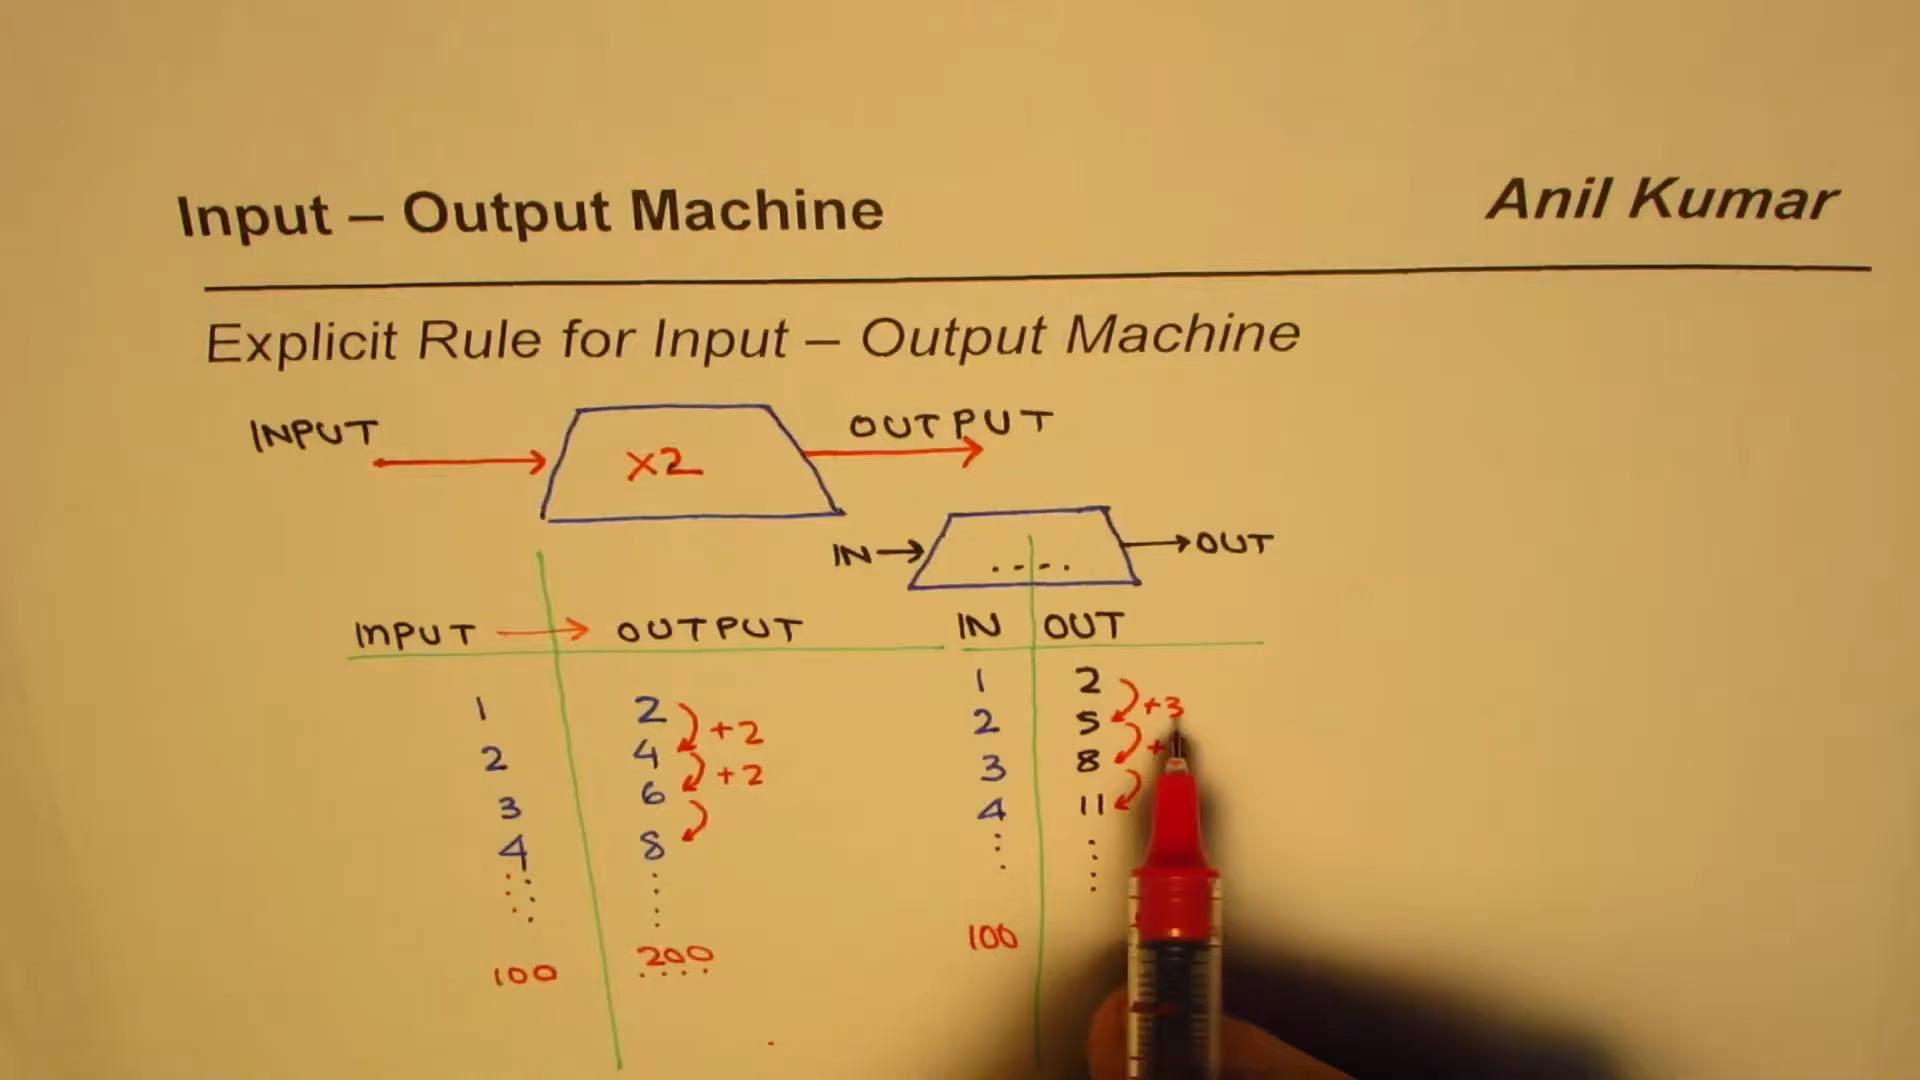 Input – Output Machine
Anil Kumar
Explicit Rule for Input – Output Machine
INPUT
×2
OUTPUT
IN
....
OUT
INPUT OUTPUT
1 2
+2
2 4
+2
3 6
4 8
100 200
IN OUT
1 2
+3
2 5
+
3 8
4 11
100